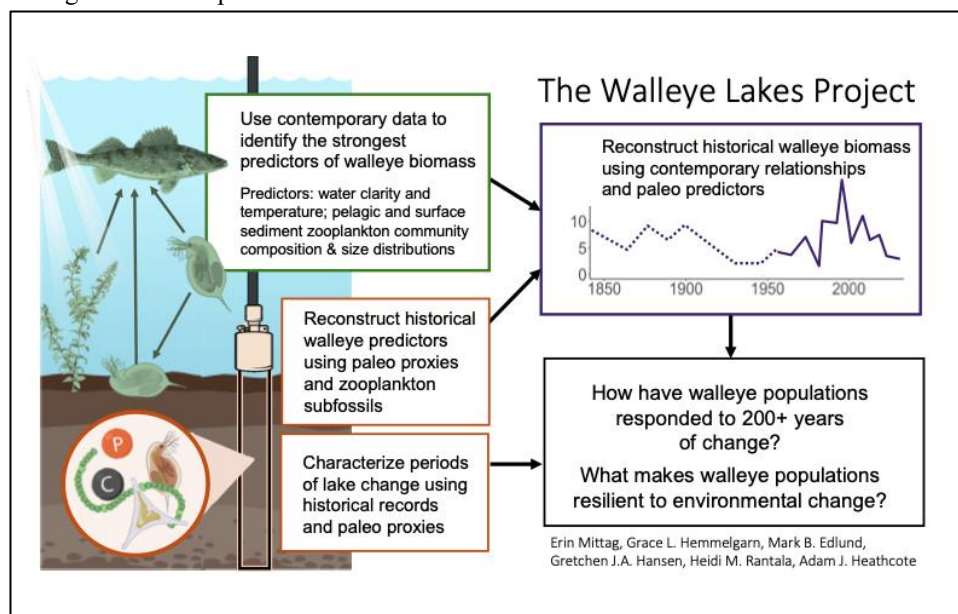 The Walleye Lakes Project
Use contemporary data to
identify the strongest
predictors of walleye biomass
Predictors: water clarity and
temperature; pelagic and surface
sediment zooplankton community
composition & size distributions
Reconstruct historical
walleye predictors
using paleo proxies
and zooplankton
subfossils
Characterize periods
of lake change using
historical records
and paleo proxies
P
C
Reconstruct historical walleye biomass
using contemporary relationships
and paleo predictors
10
5
0
1850 1900 1950 2000
How have walleye populations
responded to 200+ years
of change?
What makes walleye populations
resilient to environmental change?
Erin Mittag, Grace L. Hemmelgarn, Mark B. Edlund,
Gretchen J.A. Hansen, Heidi M. Rantala, Adam J. Heathcote